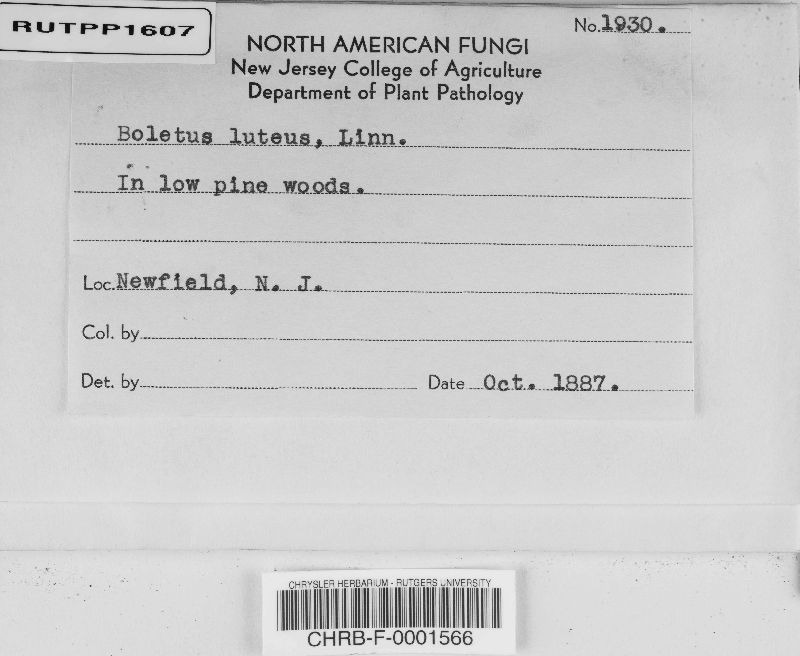 RUTPP1607
No. 1930.
NORTH AMERICAN FUNGI
New Jersey College of Agriculture
Department of Plant Pathology
Boletus luteus, Linn.
In low pine woods.
Loc. Newfield, N. J.
Col. by
Det. by Date Oct. 1887.
CHRYSLER HERBARIUM - RUTGERS UNIVERSITY
CHRB-F-0001566